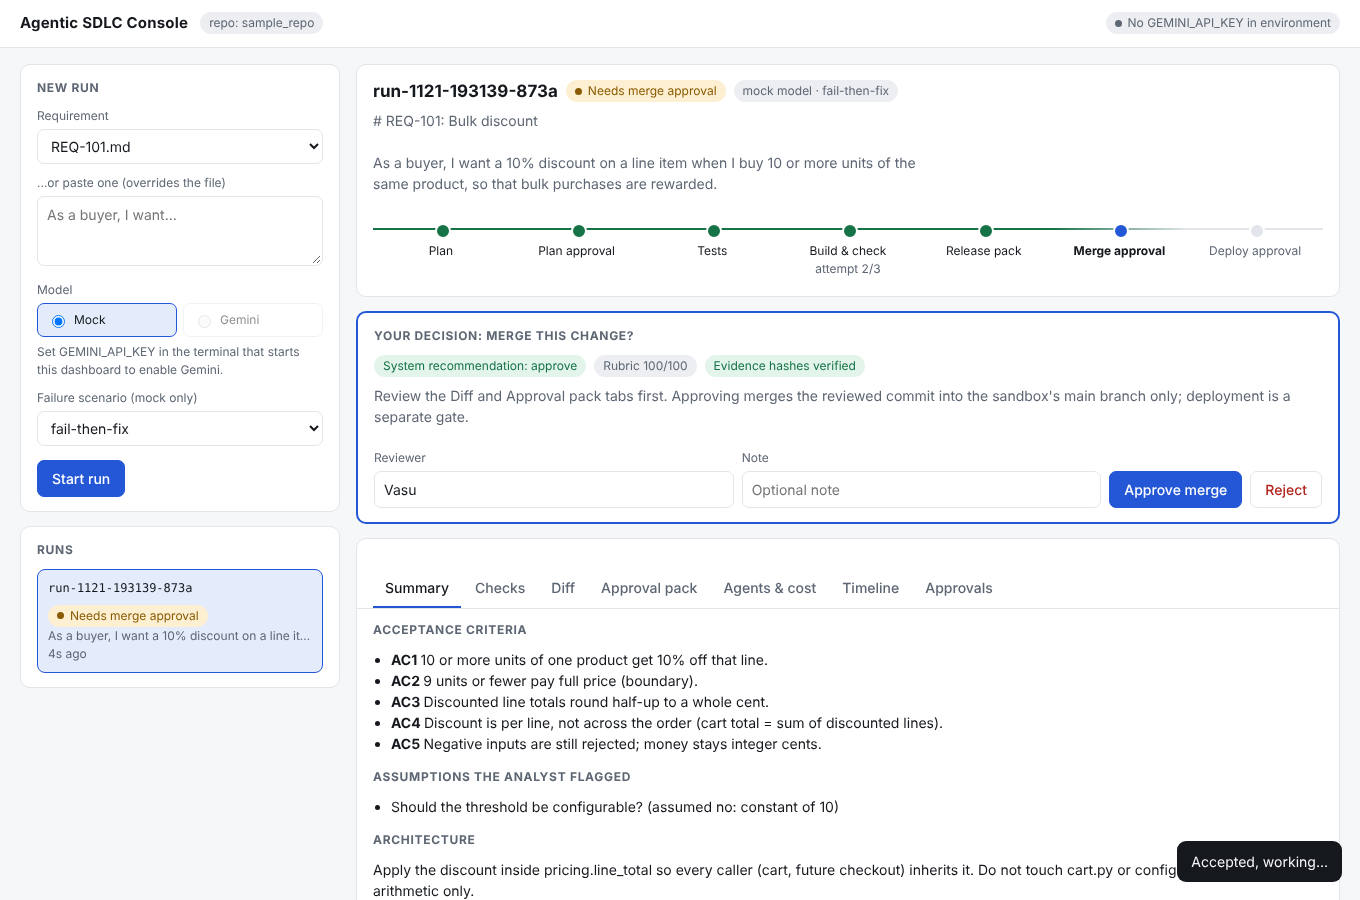 Agentic SDLC Console
repo: sample_repo
No GEMINI_API_KEY in environment
NEW RUN
Requirement
REQ-101.md
...or paste one (overrides the file)
As a buyer, I want...
Model
Mock
Gemini
Set GEMINI_API_KEY in the terminal that starts
this dashboard to enable Gemini.
Failure scenario (mock only)
fail-then-fix
Start run
RUNS
run-1121-193139-873a
Needs merge approval
As a buyer, I want a 10% discount on a line it...
4s ago
run-1121-193139-873a
Needs merge approval
mock model · fail-then-fix
# REQ-101: Bulk discount
As a buyer, I want a 10% discount on a line item when I buy 10 or more units of the
same product, so that bulk purchases are rewarded.
Plan
Plan approval
Tests
Build & check
attempt 2/3
Release pack
Merge approval
Deploy approval
YOUR DECISION: MERGE THIS CHANGE?
System recommendation: approve
Rubric 100/100
Evidence hashes verified
Review the Diff and Approval pack tabs first. Approving merges the reviewed commit into the sandbox's main branch only; deployment is a
separate gate.
Reviewer
Note
Vasu
Optional note
Approve merge
Reject
Summary
Checks
Diff
Approval pack
Agents & cost
Timeline
Approvals
ACCEPTANCE CRITERIA
AC1 10 or more units of one product get 10% off that line.
AC2 9 units or fewer pay full price (boundary).
AC3 Discounted line totals round half-up to a whole cent.
AC4 Discount is per line, not across the order (cart total = sum of discounted lines).
AC5 Negative inputs are still rejected; money stays integer cents.
ASSUMPTIONS THE ANALYST FLAGGED
Should the threshold be configurable? (assumed no: constant of 10)
ARCHITECTURE
Apply the discount inside pricing.line_total so every caller (cart, future checkout) inherits it. Do not touch cart.py or config
arithmetic only.
Accepted, working...